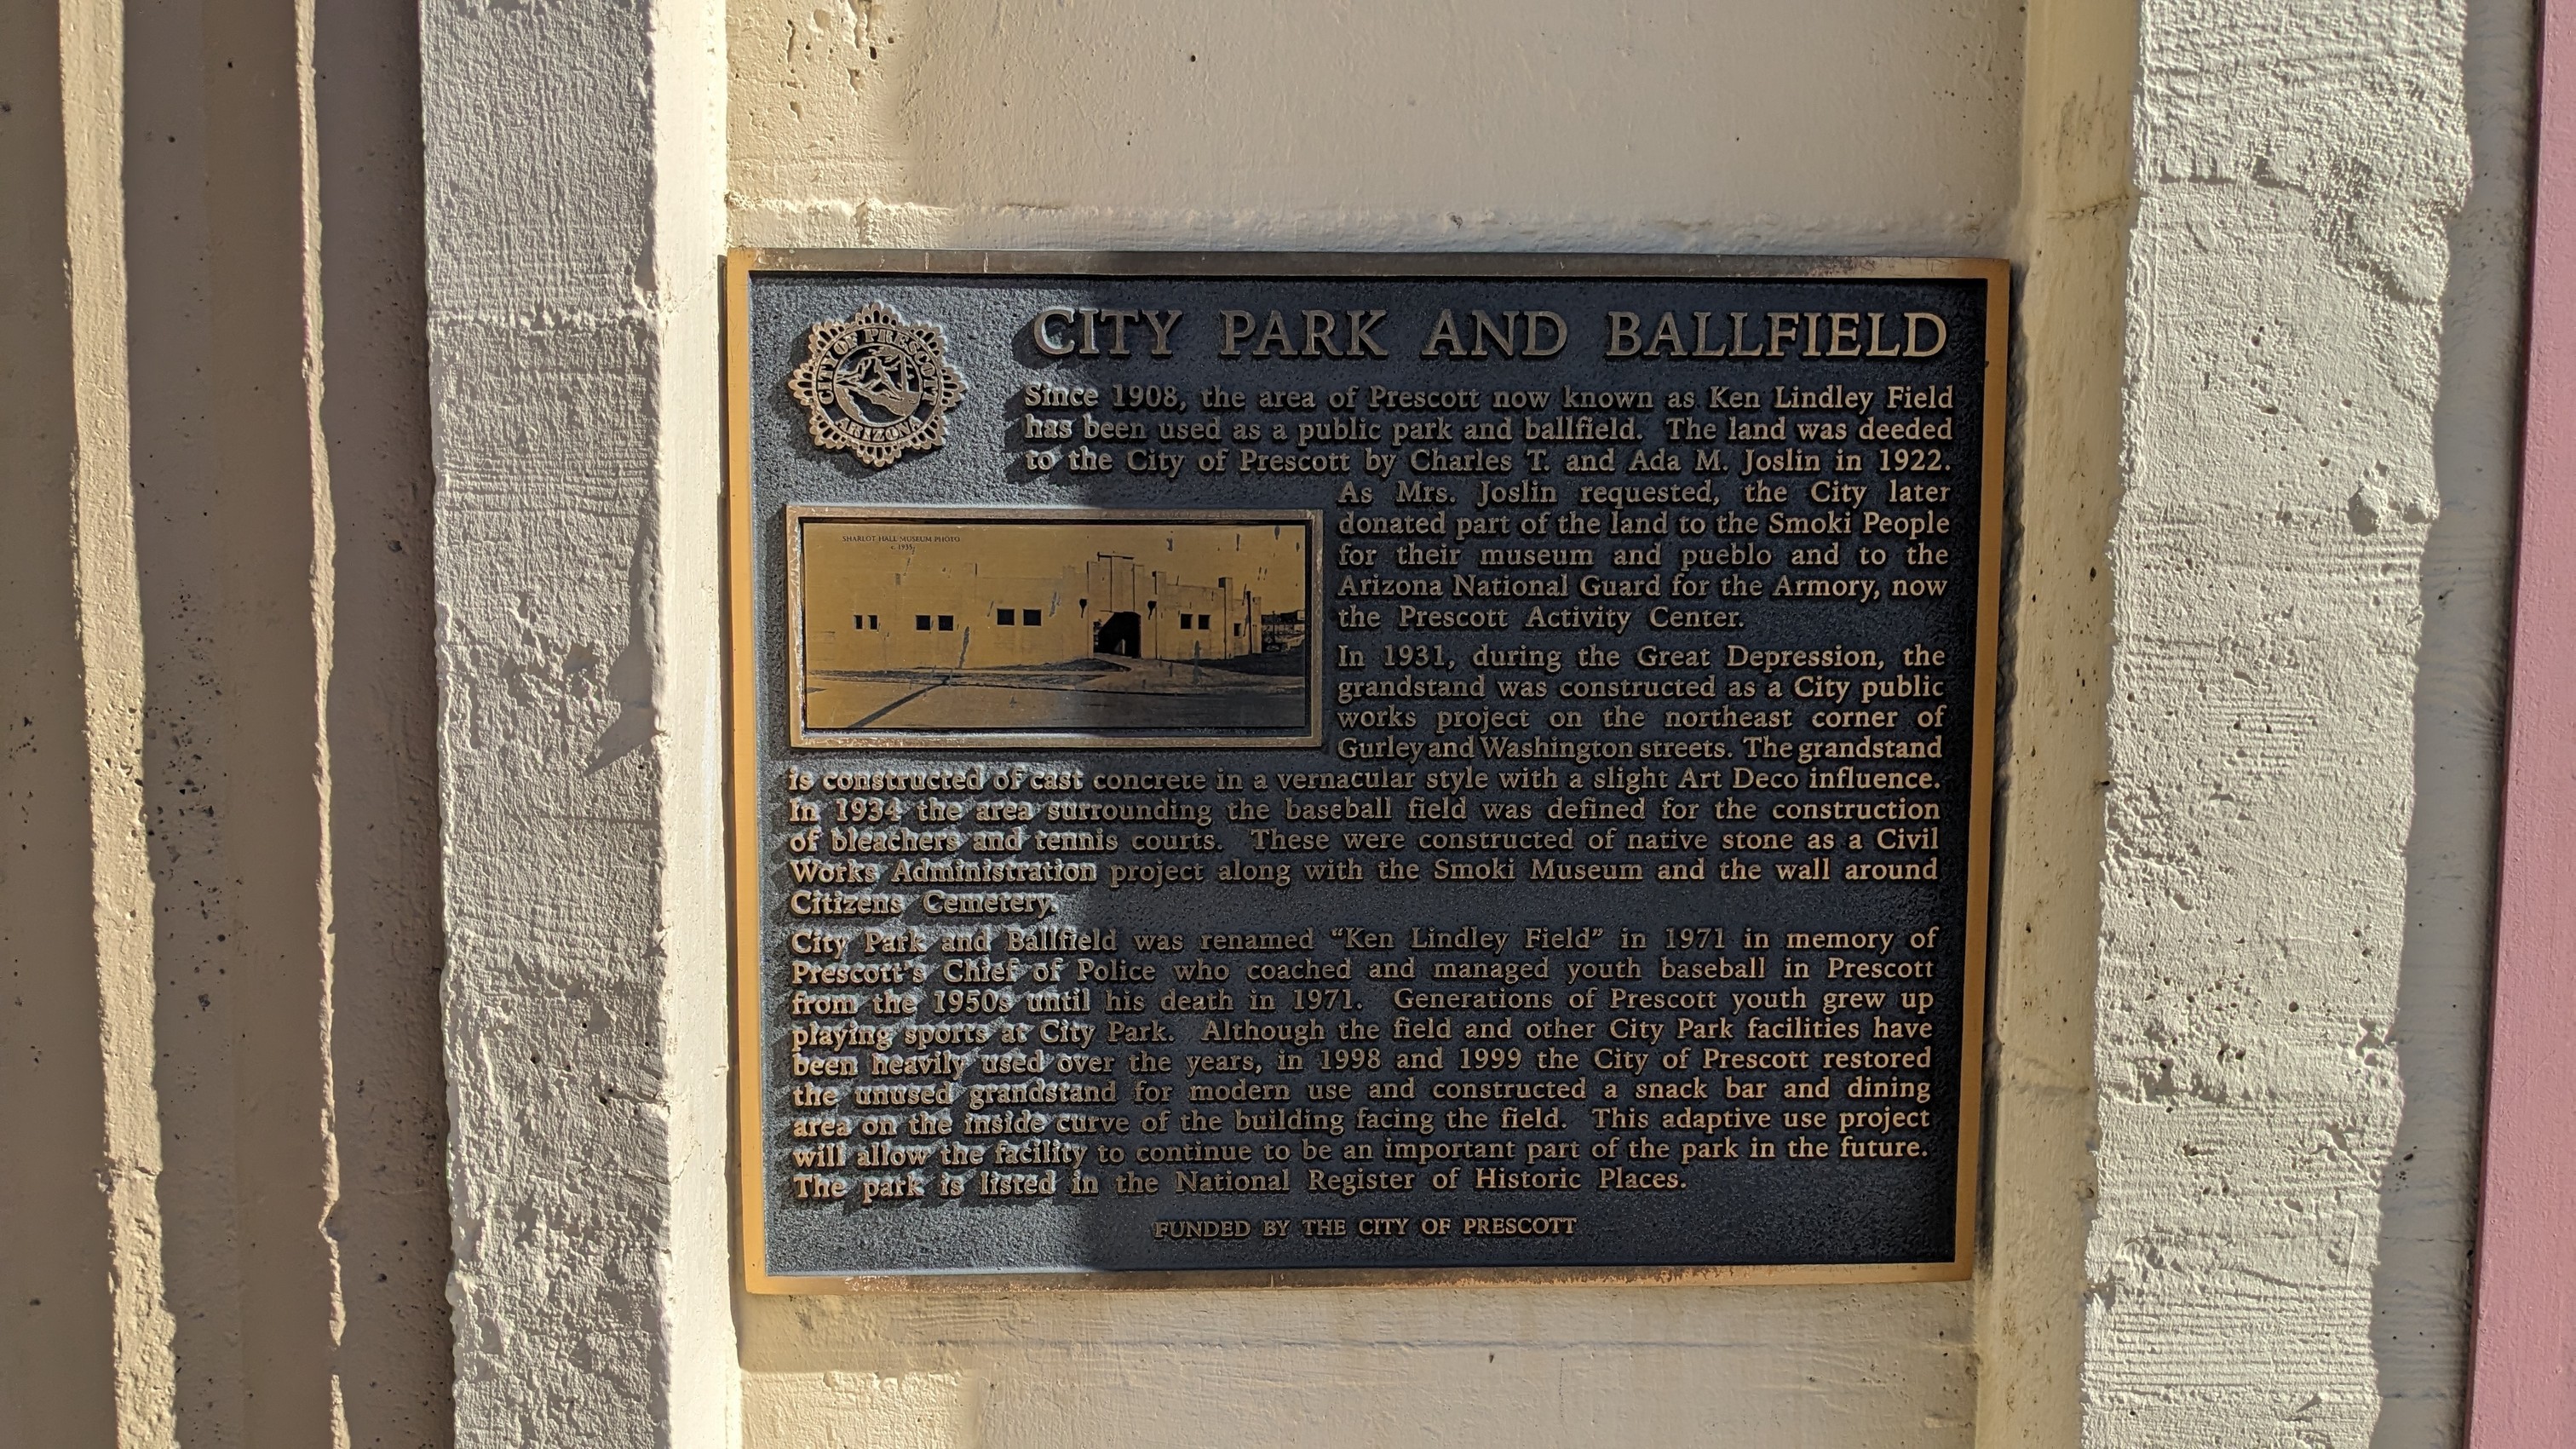 CITY OF PRESCOTT
ARIZONA
CITY PARK AND BALLFIELD
Since 1908, the area of Prescott now known as Ken Lindley Field
has been used as a public park and ballfield. The land was deeded
to the City of Prescott by Charles T. and Ada M. Joslin in 1922.
As Mrs. Joslin requested, the City later
donated part of the land to the Smoki People
for their museum and pueblo and to the
Arizona National Guard for the Armory, now
the Prescott Activity Center.
SHARLOT HALL MUSEUM PHOTO
c. 1935
In 1931, during the Great Depression, the
grandstand was constructed as a City public
works project on the northeast corner of
Gurley and Washington streets. The grandstand
is constructed of cast concrete in a vernacular style with a slight Art Deco influence.
In 1934 the area surrounding the baseball field was defined for the construction
of bleachers and tennis courts. These were constructed of native stone as a Civil
Works Administration project along with the Smoki Museum and the wall around
Citizens Cemetery.
City Park and Ballfield was renamed “Ken Lindley Field” in 1971 in memory of
Prescott's Chief of Police who coached and managed youth baseball in Prescott
from the 1950s until his death in 1971. Generations of Prescott youth grew up
playing sports at City Park. Although the field and other City Park facilities have
been heavily used over the years, in 1998 and 1999 the City of Prescott restored
the unused grandstand for modern use and constructed a snack bar and dining
area on the inside curve of the building facing the field. This adaptive use project
will allow the facility to continue to be an important part of the park in the future.
The park is listed in the National Register of Historic Places.
FUNDED BY THE CITY OF PRESCOTT